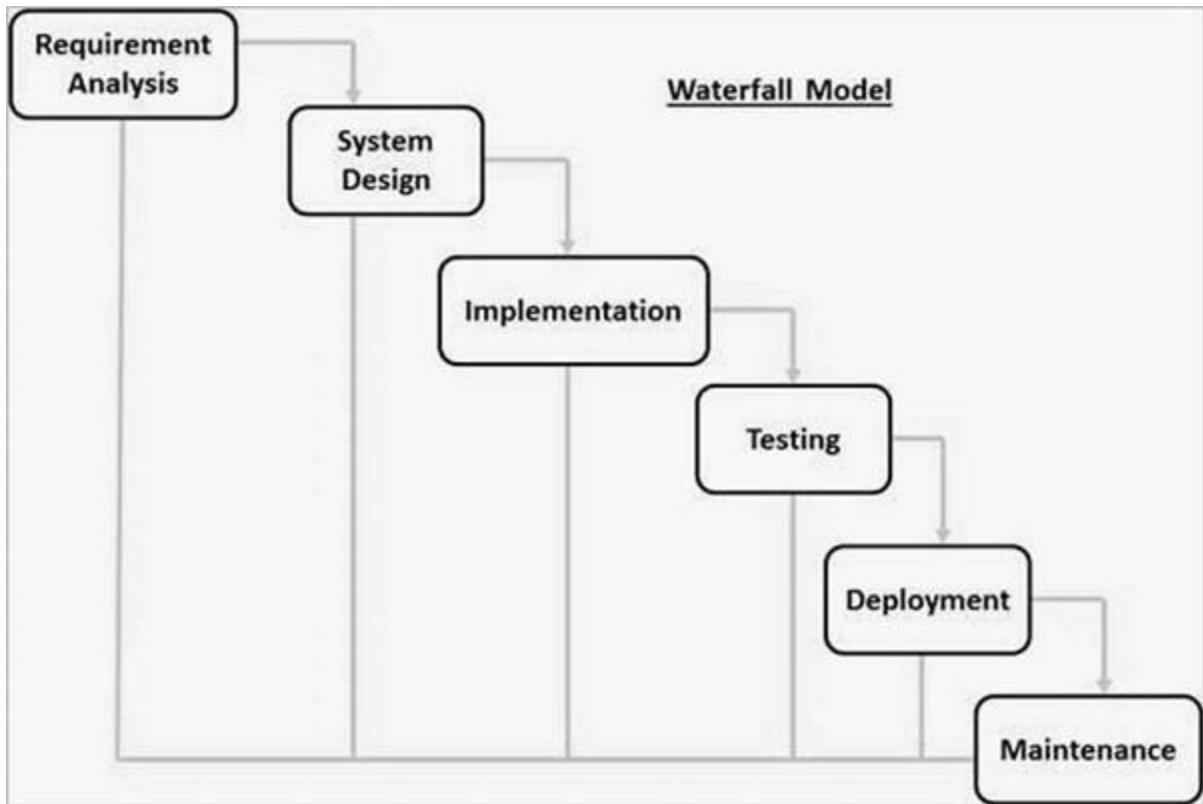 Requirement
Analysis
Waterfall Model
System
Design
Implementation
Testing
Deployment
Maintenance